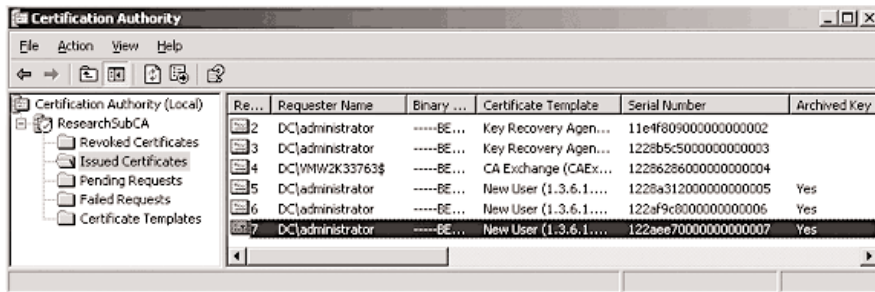 Certification Authority
File Action View Help
Certification Authority (Local)
ResearchSubCA
Revoked Certificates
Issued Certificates
Pending Requests
Failed Requests
Certificate Templates
Re... Requester Name Binary ... Certificate Template Serial Number Archived Key
2 DC\administrator -----BE... Key Recovery Agen... 11e4f809000000000002
3 DC\administrator -----BE... Key Recovery Agen... 1228b5c5000000000003
4 DC\VMW2K33763$ -----BE... CA Exchange (CAEx... 12286286000000000004
5 DC\administrator -----BE... New User (1.3.6.1.... 1228a312000000000005 Yes
6 DC\administrator -----BE... New User (1.3.6.1.... 122af9c8000000000006 Yes
7 DC\administrator -----BE... New User (1.3.6.1.... 122aee70000000000007 Yes